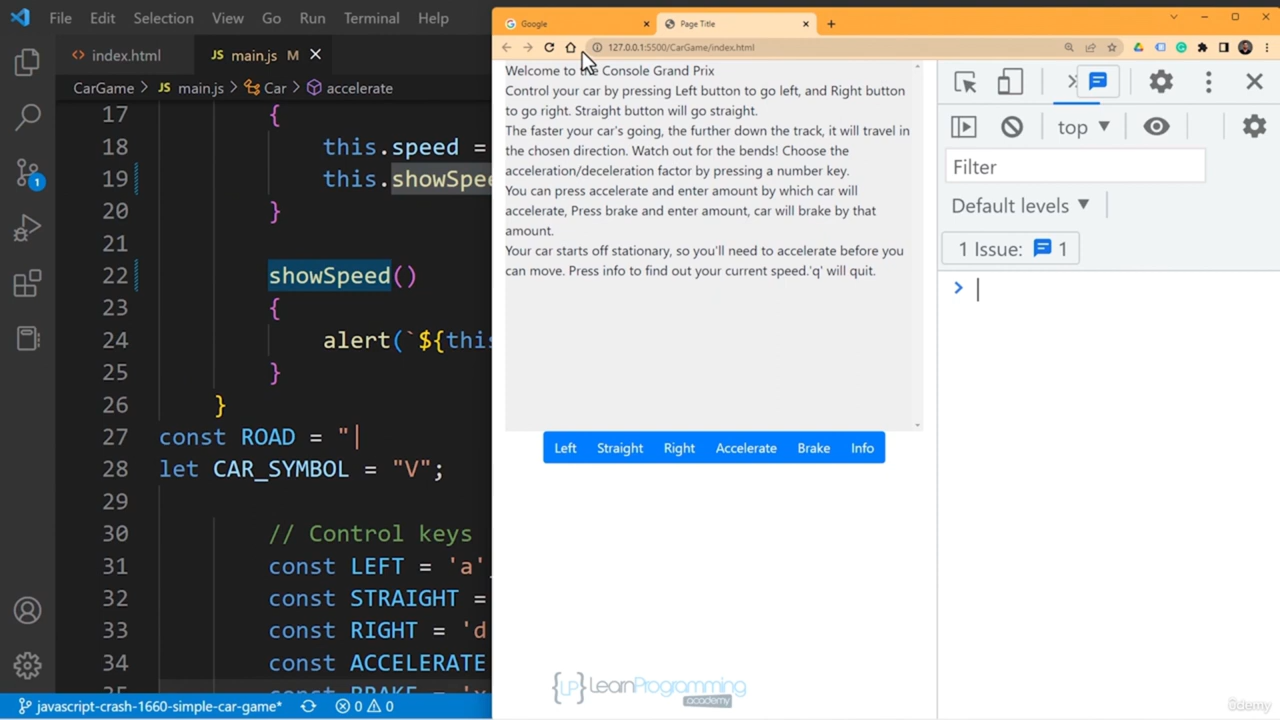 File Edit Selection View Go Run Terminal Help
index.html
JS main.js M
CarGame > JS main.js > Car > accelerate
17 {
18 this.speed =
19 this.showSpee
20 }
21
22 showSpeed()
23 {
24 alert(`${this
25 }
26 }
27 const ROAD = "|
28 let CAR_SYMBOL = "V";
29
30 // Control keys
31 const LEFT = 'a'
32 const STRAIGHT =
33 const RIGHT = 'd
34 const ACCELERATE
35 const BRAKE = 'x
1
javascript-crash-1660-simple-car-game* 0 0
Google
Page Title
127.0.0.1:5500/CarGame/index.html
Welcome to the Console Grand Prix
Control your car by pressing Left button to go left, and Right button
to go right. Straight button will go straight.
The faster your car's going, the further down the track, it will travel in
the chosen direction. Watch out for the bends! Choose the
acceleration/deceleration factor by pressing a number key.
You can press accelerate and enter amount by which car will
accelerate, Press brake and enter amount, car will brake by that
amount.
Your car starts off stationary, so you'll need to accelerate before you
can move. Press info to find out your current speed.'q' will quit.
Left Straight Right Accelerate Brake Info
{LP} LearnProgramming
academy
top
Filter
Default levels
1 Issue: 1
>
ûdemy